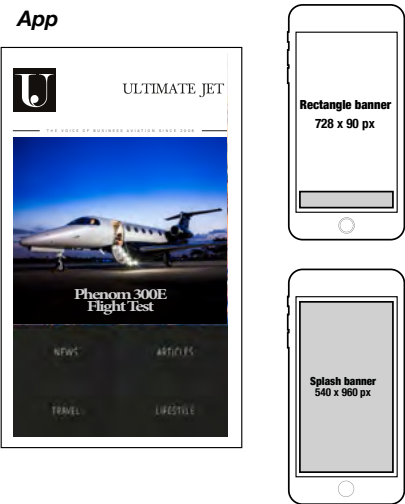 App
U
ULTIMATE JET
THE VOICE OF BUSINESS AVIATION SINCE 2008
Phenom 300E
Flight Test
NEWS
ARTICLES
TRAVEL
LIFESTYLE
Rectangle banner
728 x 90 px
Splash banner
540 x 960 px